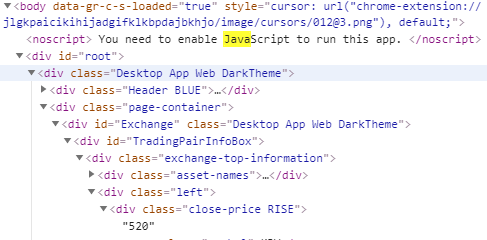 ▼<body data-gr-c-s-loaded="true" style="cursor: url("chrome-extension://
jlgkpaicikihijadgifklkbpdajbkhjo/image/cursors/012@3.png"), default;">
<noscript> You need to enable JavaScript to run this app. </noscript>
▼<div id="root">
▼<div class="Desktop App Web DarkTheme">
▶<div class="Header BLUE">…</div>
▼<div class="page-container">
▼<div id="Exchange" class="Desktop App Web DarkTheme">
▼<div id="TradingPairInfoBox">
▼<div class="exchange-top-information">
▶<div class="asset-names">…</div>
▼<div class="left">
▼<div class="close-price RISE">
"520"